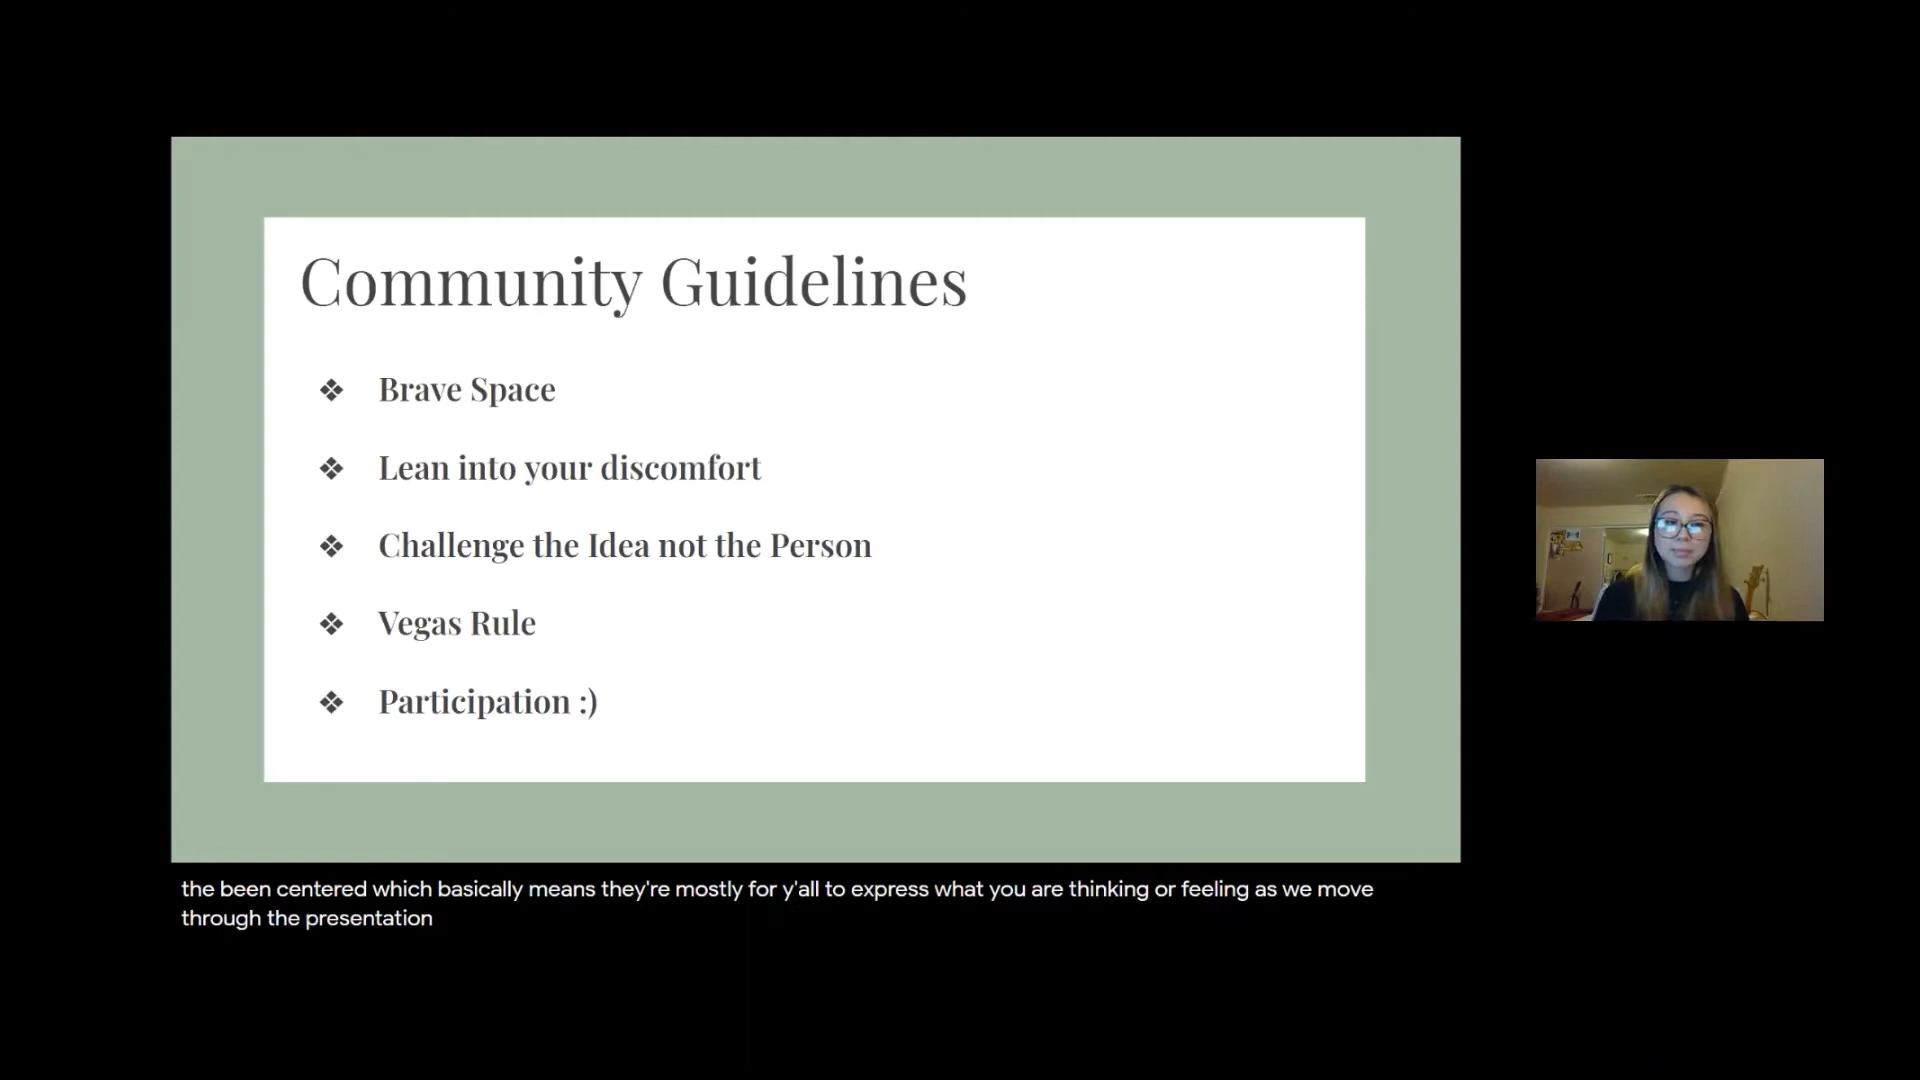 Community Guidelines
❖ Brave Space
❖ Lean into your discomfort
❖ Challenge the Idea not the Person
❖ Vegas Rule
❖ Participation :)
the been centered which basically means they're mostly for y'all to express what you are thinking or feeling as we move
through the presentation